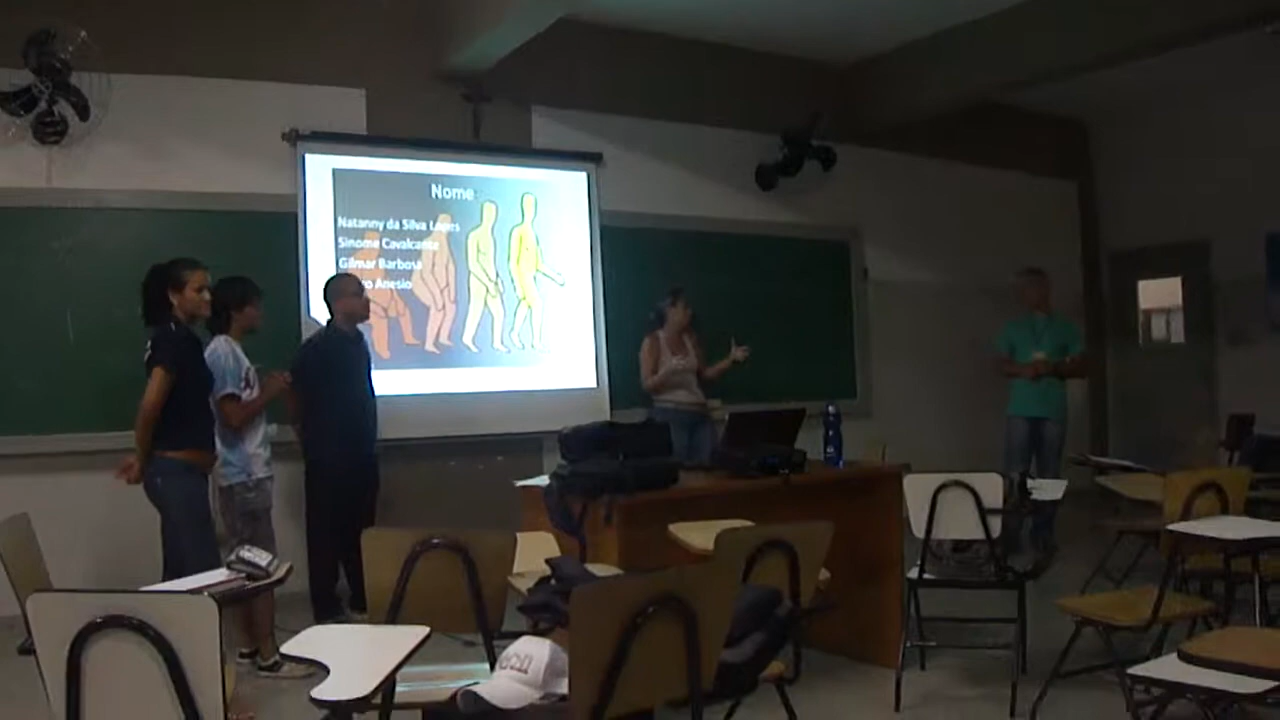 Nome
Natanny da Silva Lopes
Sinome Cavalcante
Gilmar Barbosa
Anesio